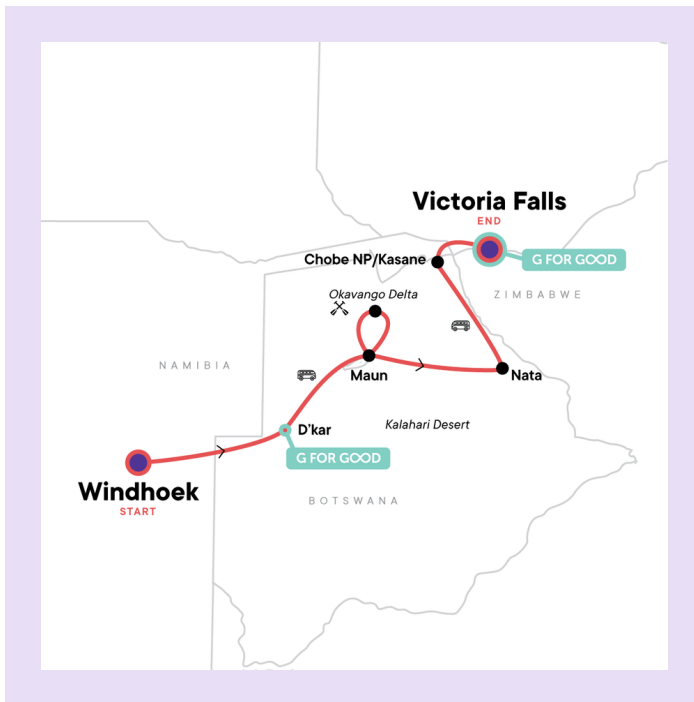 Victoria Falls
END
G FOR GOOD
Chobe NP/Kasane
Okavango Delta
ZIMBABWE
NAMIBIA
Maun
Nata
D'kar
Kalahari Desert
G FOR GOOD
Windhoek
START
BOTSWANA